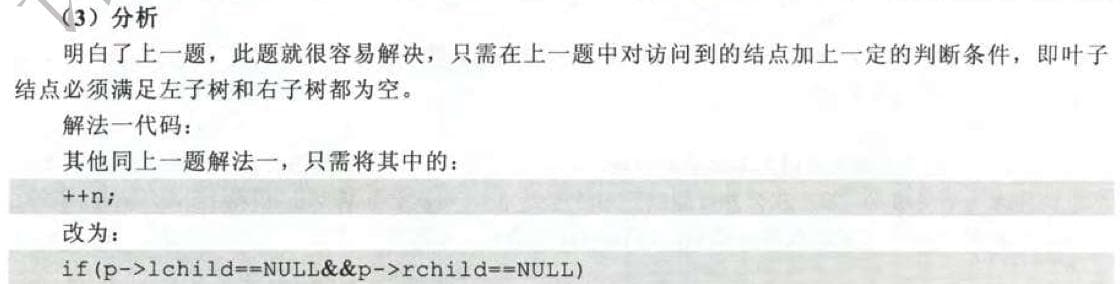 （3）分析
明白了上一题，此题就很容易解决，只需在上一题中对访问到的结点加上一定的判断条件，即叶子
结点必须满足左子树和右子树都为空。
解法一代码：
其他同上一题解法一，只需将其中的：
++n;
改为：
if(p->lchild==NULL&&p->rchild==NULL)